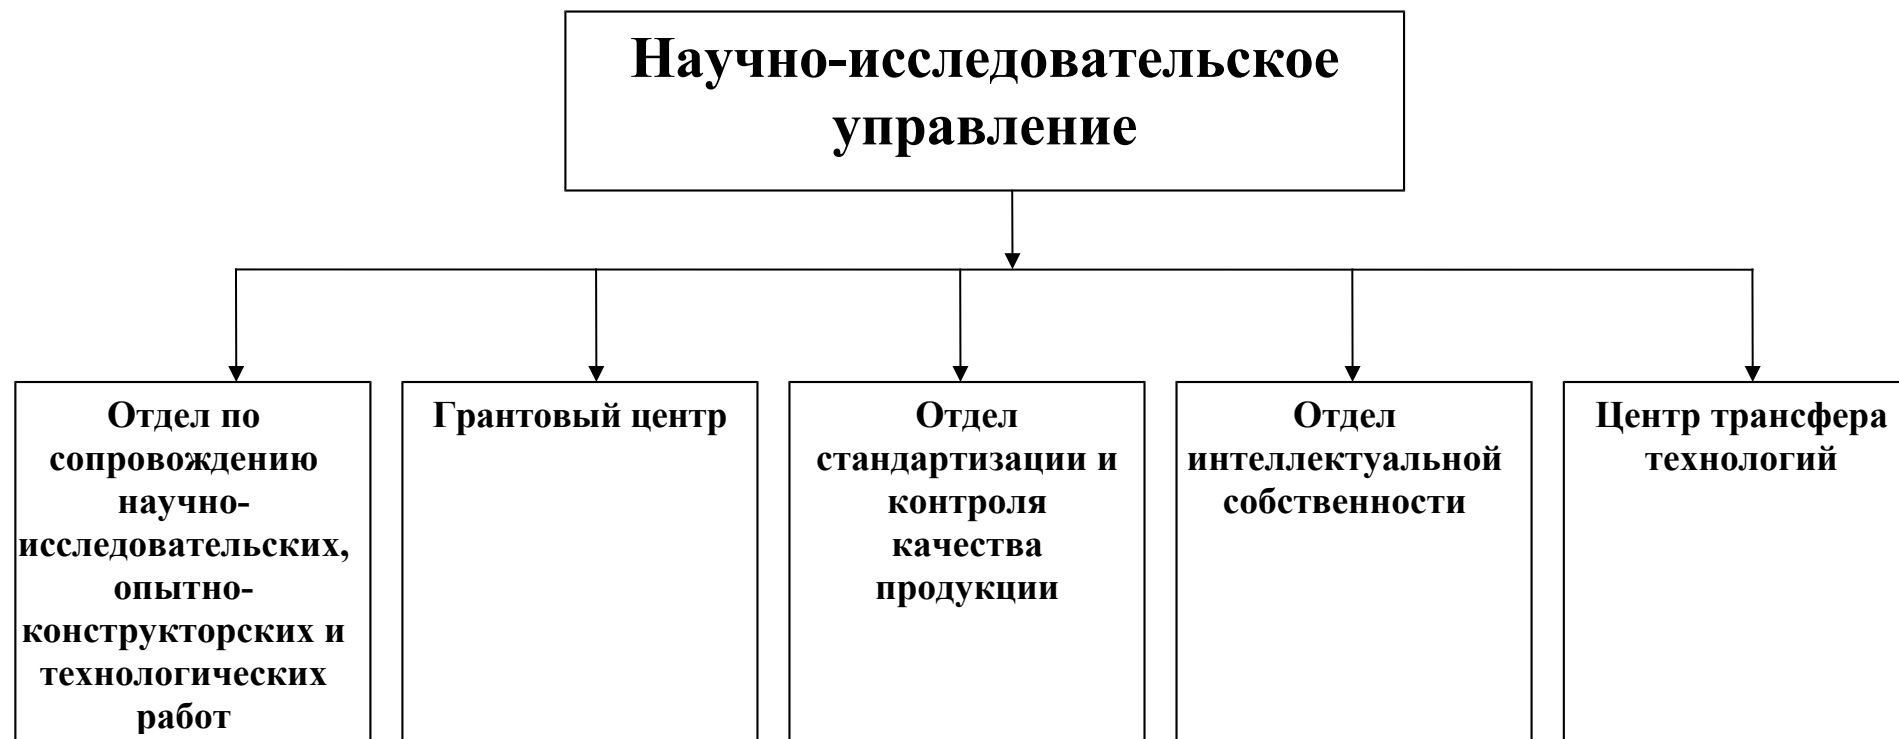 Научно-исследовательское
управление
Отдел по
сопровождению
научно-
исследовательских,
опытно-
конструкторских и
технологических
работ
Грантовый центр
Отдел
стандартизации и
контроля
качества
продукции
Отдел
интеллектуальной
собственности
Центр трансфера
технологий